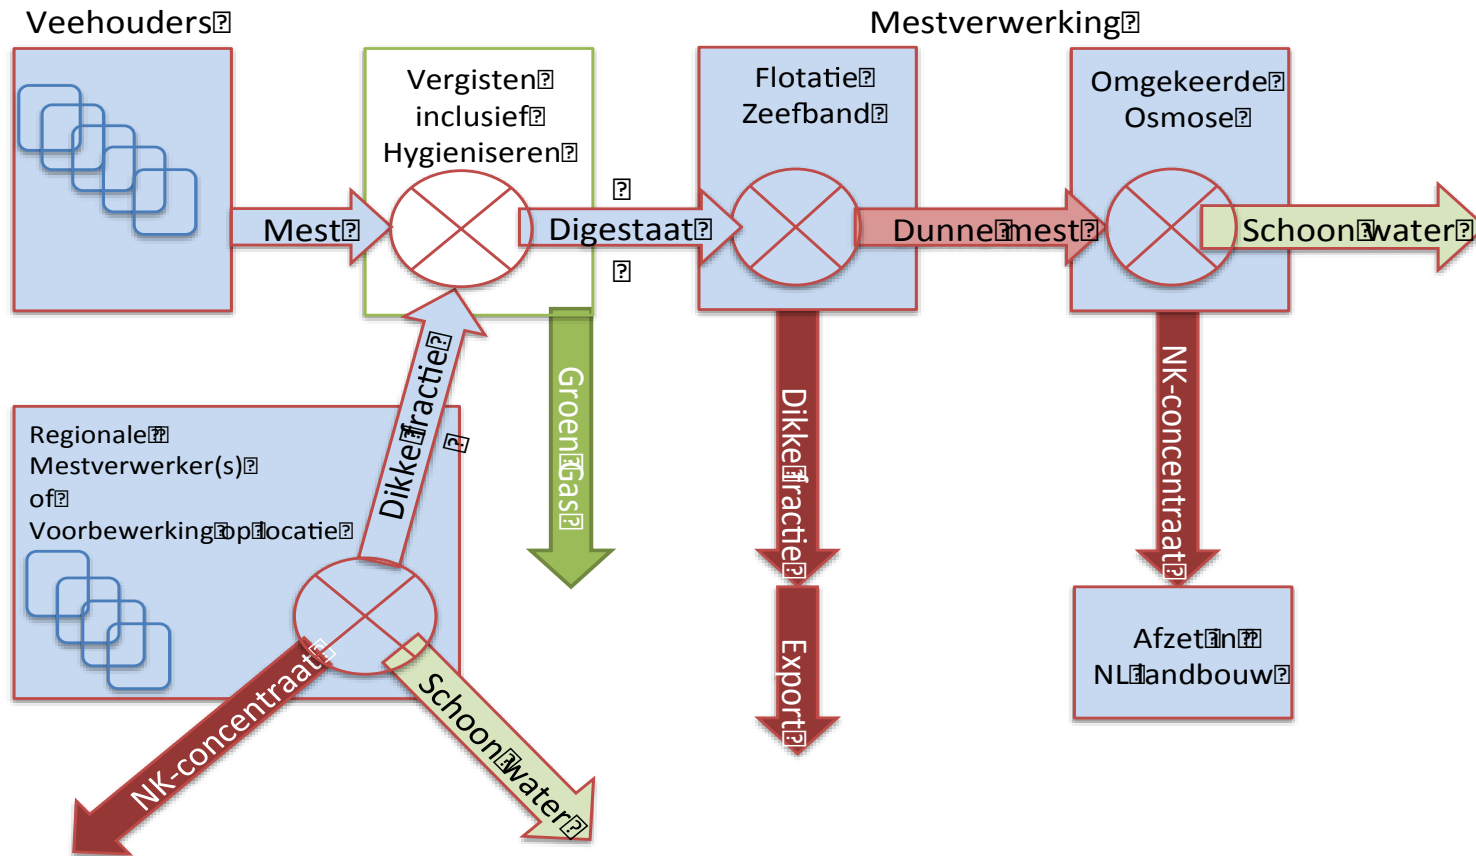 Veehouders
Mestverwerking
Vergisten
inclusief
Hygieniseren
Flotatie
Zeefband
Omgekeerde
Osmose
Mest
Digestaat
Dunne mest
Schoon water
Dikke fractie
Groen Gas
Dikke fractie
NK-concentraat
Regionale
Mestverwerker(s)
of
Voorbewerking op locatie
Export
Afzet in
NL landbouw
NK-concentraat
Schoon water